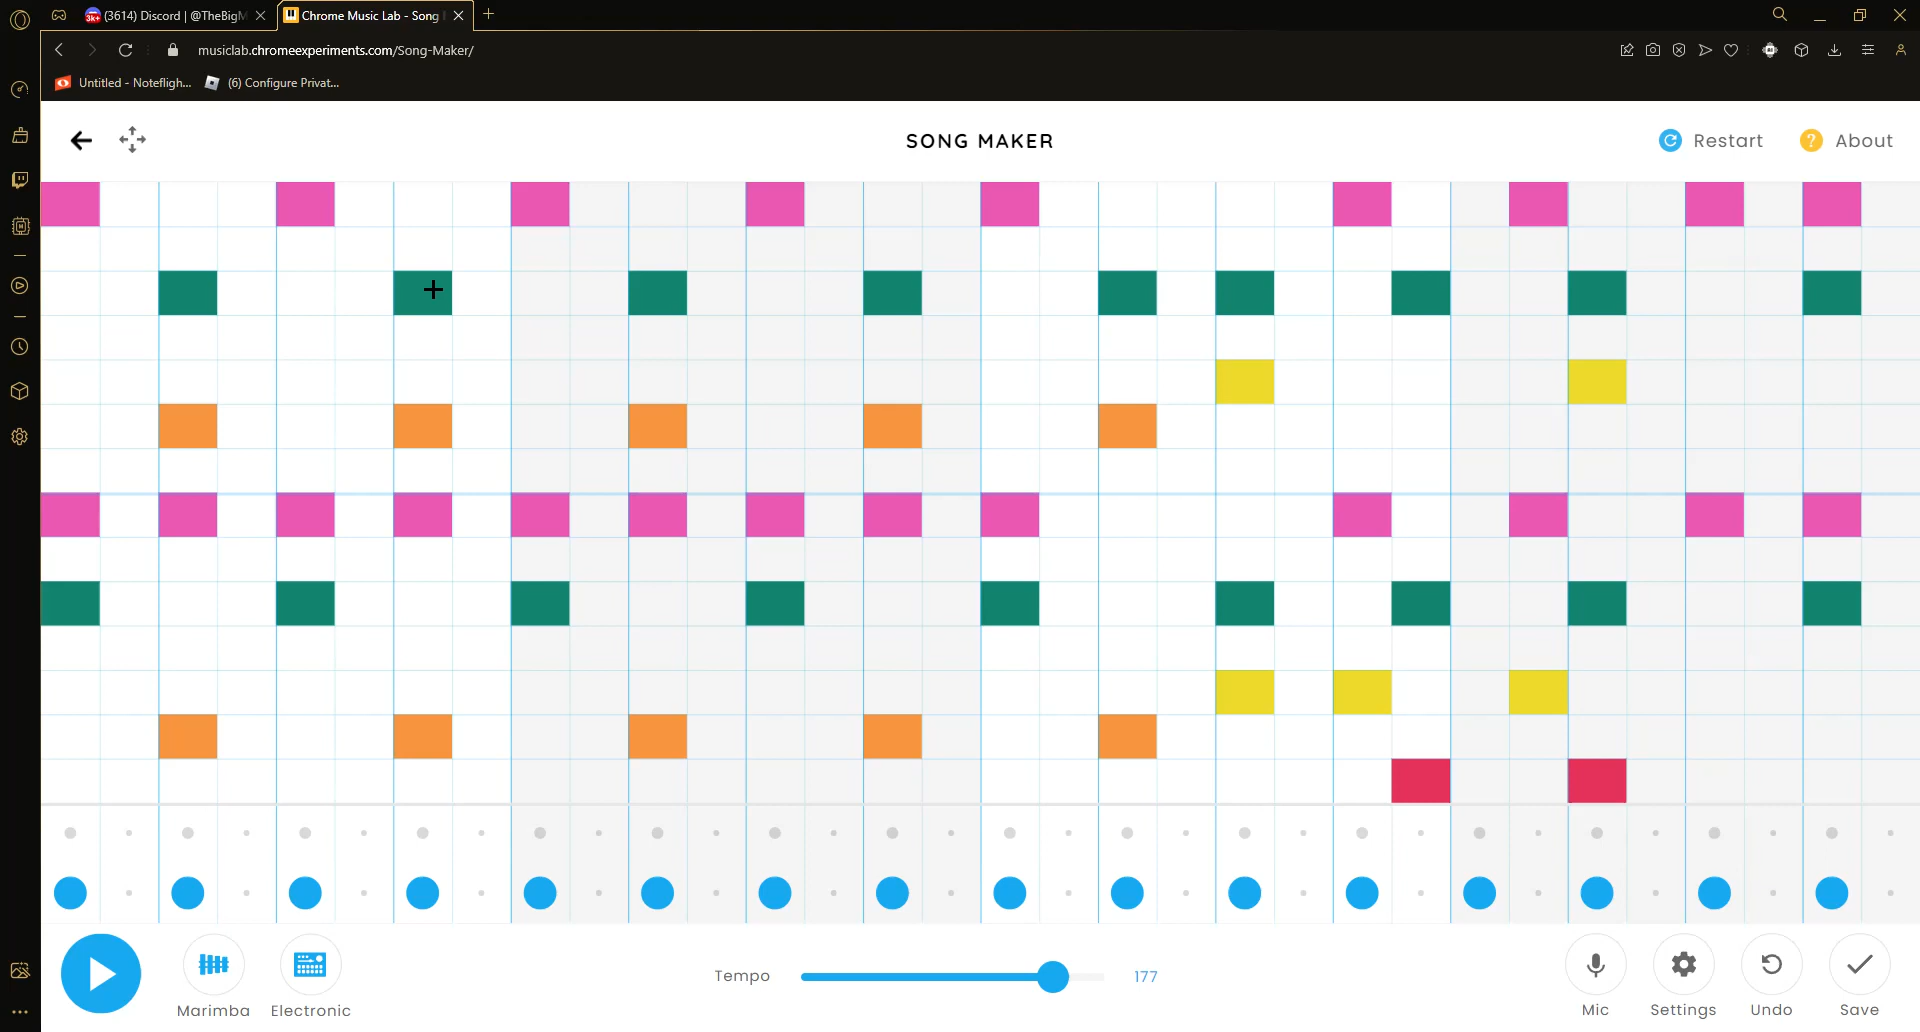 (3614) Discord | @TheBigM
Chrome Music Lab - Song
musiclab.chromeexperiments.com/Song-Maker/
Untitled - Notefligh...
(6) Configure Privat...
SONG MAKER
Restart
? About
Tempo
177
Marimba
Electronic
Mic
Settings
Undo
Save